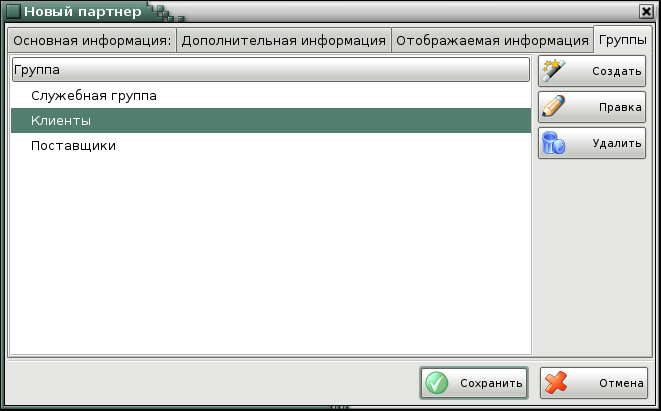 Новый партнер
Основная информация: Дополнительная информация Отображаемая информация Группы
Группа
Служебная группа
Клиенты
Поставщики
Создать
Правка
Удалить
Сохранить Отмена